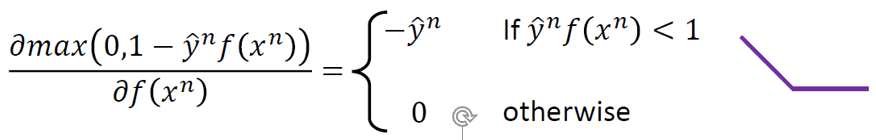 ∂max(0,1 − ŷⁿf(xⁿ))
∂f(xⁿ)
=
{
−ŷⁿ If ŷⁿf(xⁿ) < 1
0 otherwise